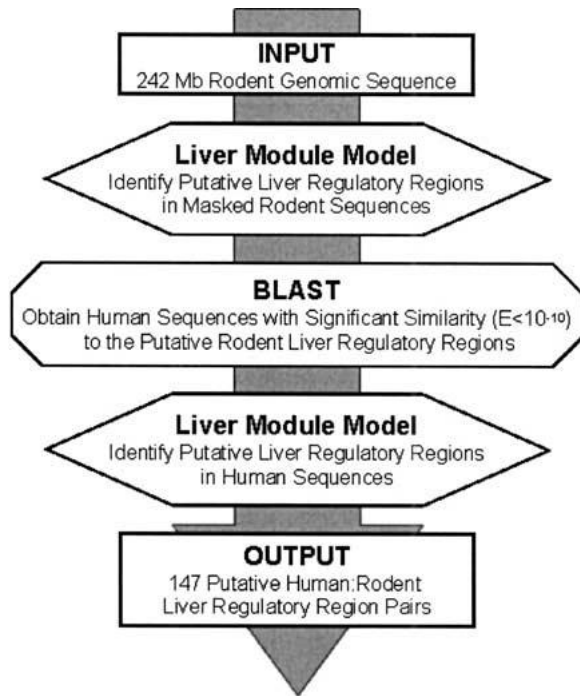 INPUT
242 Mb Rodent Genomic Sequence
Liver Module Model
Identify Putative Liver Regulatory Regions
in Masked Rodent Sequences
BLAST
Obtain Human Sequences with Significant Similarity (E<10-10)
to the Putative Rodent Liver Regulatory Regions
Liver Module Model
Identify Putative Liver Regulatory Regions
in Human Sequences
OUTPUT
147 Putative Human:Rodent
Liver Regulatory Region Pairs